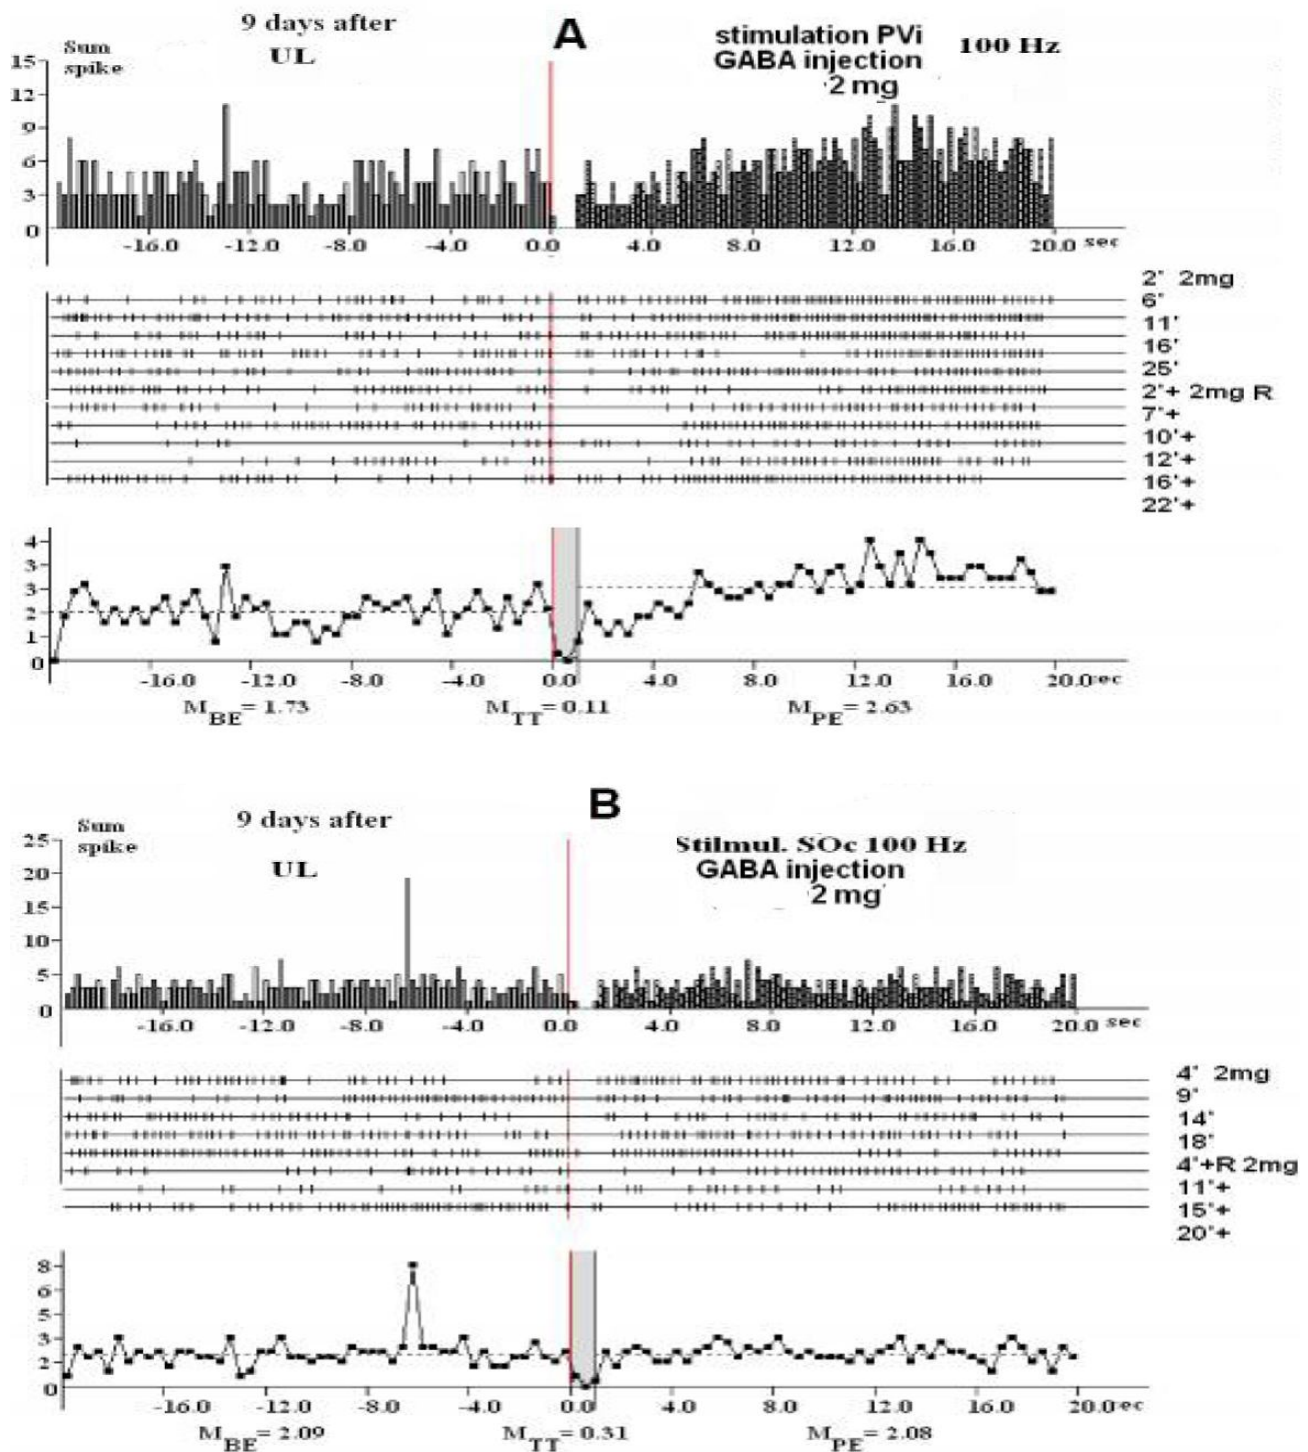 9 days after
UL
A
stimulation PVi
GABA injection
2 mg
100 Hz
Sum
spike
15
12
9
6
3
0
-16.0 -12.0 -8.0 -4.0 0.0 4.0 8.0 12.0 16.0 20.0 sec
2' 2mg
6'
11'
16'
25'
2'+ 2mg R
7'+
10'+
12'+
16'+
22'+
4
3
3
2
1
0
-16.0 -12.0 -8.0 -4.0 0.0 4.0 8.0 12.0 16.0 20.0 sec
MBE= 1.73 MTT= 0.11 MPE= 2.63
B
9 days after
UL
Stilmul. SOc 100 Hz
GABA injection
2 mg
Sum
spike
25
20
15
10
5
0
-16.0 -12.0 -8.0 -4.0 0.0 4.0 8.0 12.0 16.0 20.0 sec
4' 2mg
9'
14'
18'
4'+R 2mg
11'+
15'+
20'+
8
6
5
3
2
0
-16.0 -12.0 -8.0 -4.0 0.0 4.0 8.0 12.0 16.0 20.0 sec
MBE= 2.09 MTT= 0.31 MPE= 2.08